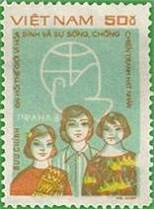 VIỆT NAM 50đ
ĐẠI HỘI THẾ GIỚI VÌ HÒA
BÌNH VÀ SỰ SỐNG, CHỐNG
CHIẾN TRANH HẠT NHÂN
PRAHA 83
BƯU CHÍNH